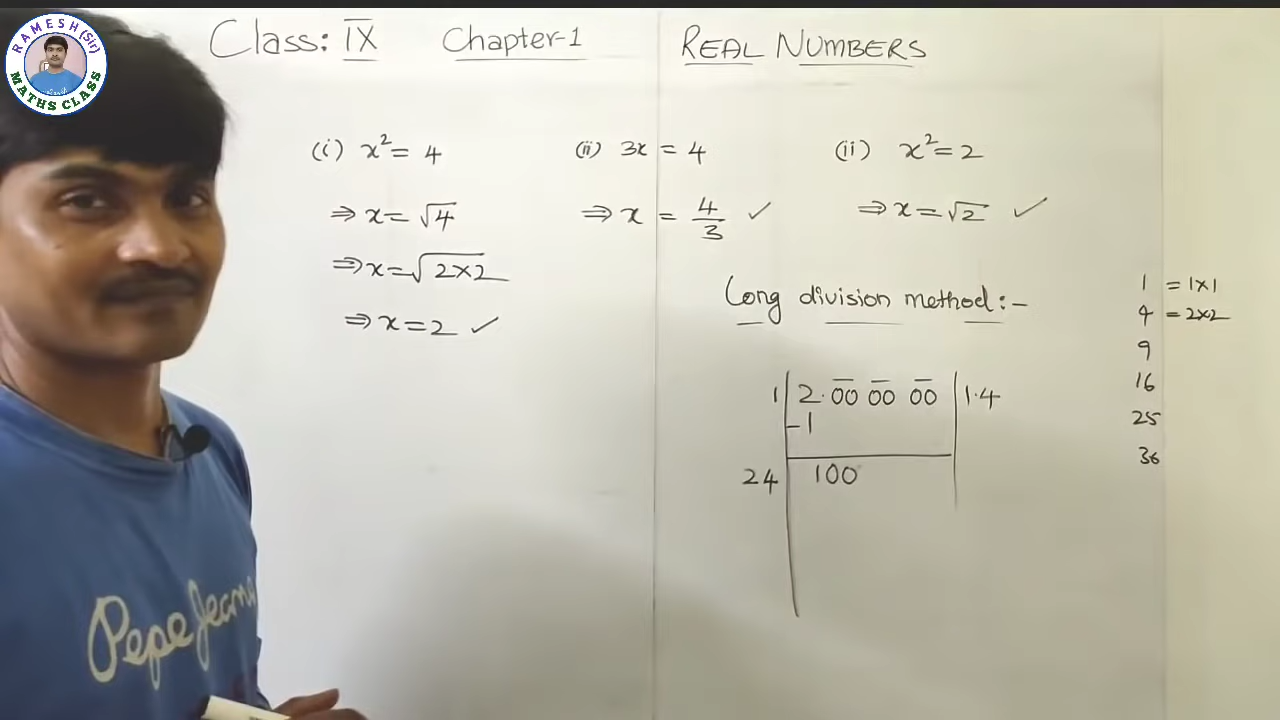 RAMESH (Sir)
MATHS CLASS
Class: IX Chapter-1 REAL NUMBERS
(i) x² = 4 (ii) 3x = 4 (ii) x² = 2
⇒ x = √4 ⇒ x = 4/3 ✓ ⇒ x = √2 ✓
⇒ x = √2×2
⇒ x = 2 ✓
Long division method:-
1 = 1×1
4 = 2×2
9
16
25
36
1 2.00 00 00 1.4
-1
24 100
Pepe Jeans